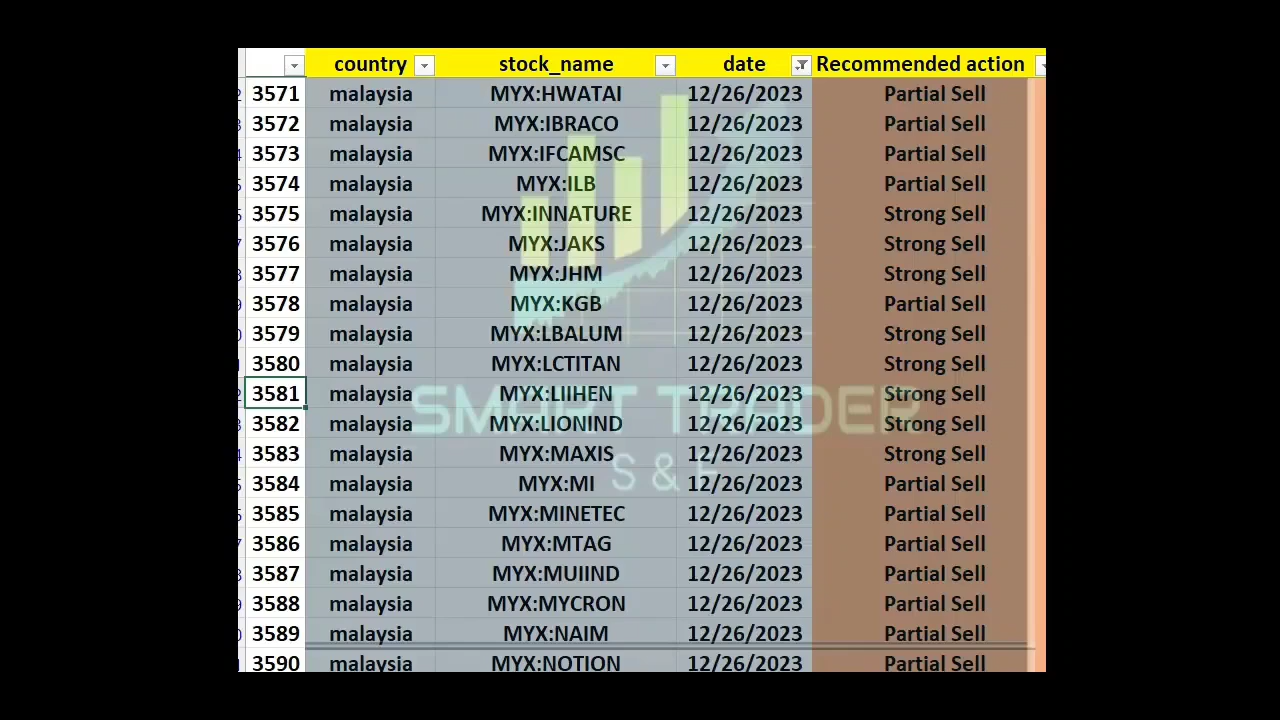 country stock_name date Recommended action
3571 malaysia MYX:HWATAI 12/26/2023 Partial Sell
3572 malaysia MYX:IBRACO 12/26/2023 Partial Sell
3573 malaysia MYX:IFCAMSC 12/26/2023 Partial Sell
3574 malaysia MYX:ILB 12/26/2023 Partial Sell
3575 malaysia MYX:INNATURE 12/26/2023 Strong Sell
3576 malaysia MYX:JAKS 12/26/2023 Strong Sell
3577 malaysia MYX:JHM 12/26/2023 Strong Sell
3578 malaysia MYX:KGB 12/26/2023 Partial Sell
3579 malaysia MYX:LBALUM 12/26/2023 Strong Sell
3580 malaysia MYX:LCTITAN 12/26/2023 Strong Sell
3581 malaysia MYX:LIIHEN 12/26/2023 Strong Sell
SMART TRADER
3582 malaysia MYX:LIONIND 12/26/2023 Strong Sell
3583 malaysia MYX:MAXIS 12/26/2023 Strong Sell
S & F
3584 malaysia MYX:MI 12/26/2023 Partial Sell
3585 malaysia MYX:MINETEC 12/26/2023 Partial Sell
3586 malaysia MYX:MTAG 12/26/2023 Partial Sell
3587 malaysia MYX:MUIIND 12/26/2023 Partial Sell
3588 malaysia MYX:MYCRON 12/26/2023 Partial Sell
3589 malaysia MYX:NAIM 12/26/2023 Partial Sell
3590 malaysia MYX:NOTION 12/26/2023 Partial Sell